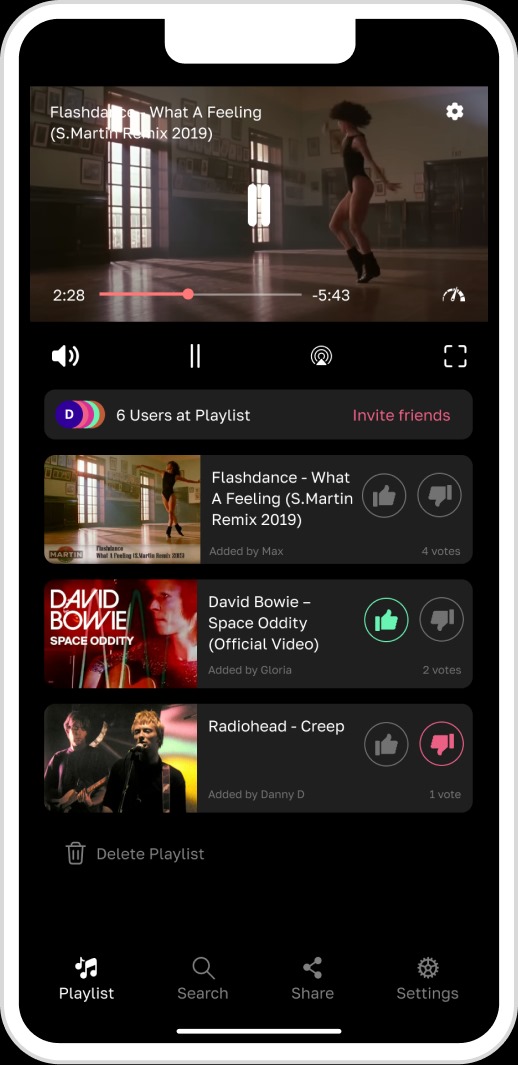 Flashdance - What A Feeling
(S.Martin Remix 2019)
2:28
-5:43
D
6 Users at Playlist
Invite friends
MARTIN
Flashdance
What A Feeling (S.Martin Remix 2019)
Flashdance - What
A Feeling (S.Martin
Remix 2019)
Added by Max
4 votes
DAVID
BOWIE
SPACE ODDITY
David Bowie –
Space Oddity
(Official Video)
Added by Gloria
2 votes
Radiohead - Creep
Added by Danny D
1 vote
Delete Playlist
Playlist
Search
Share
Settings